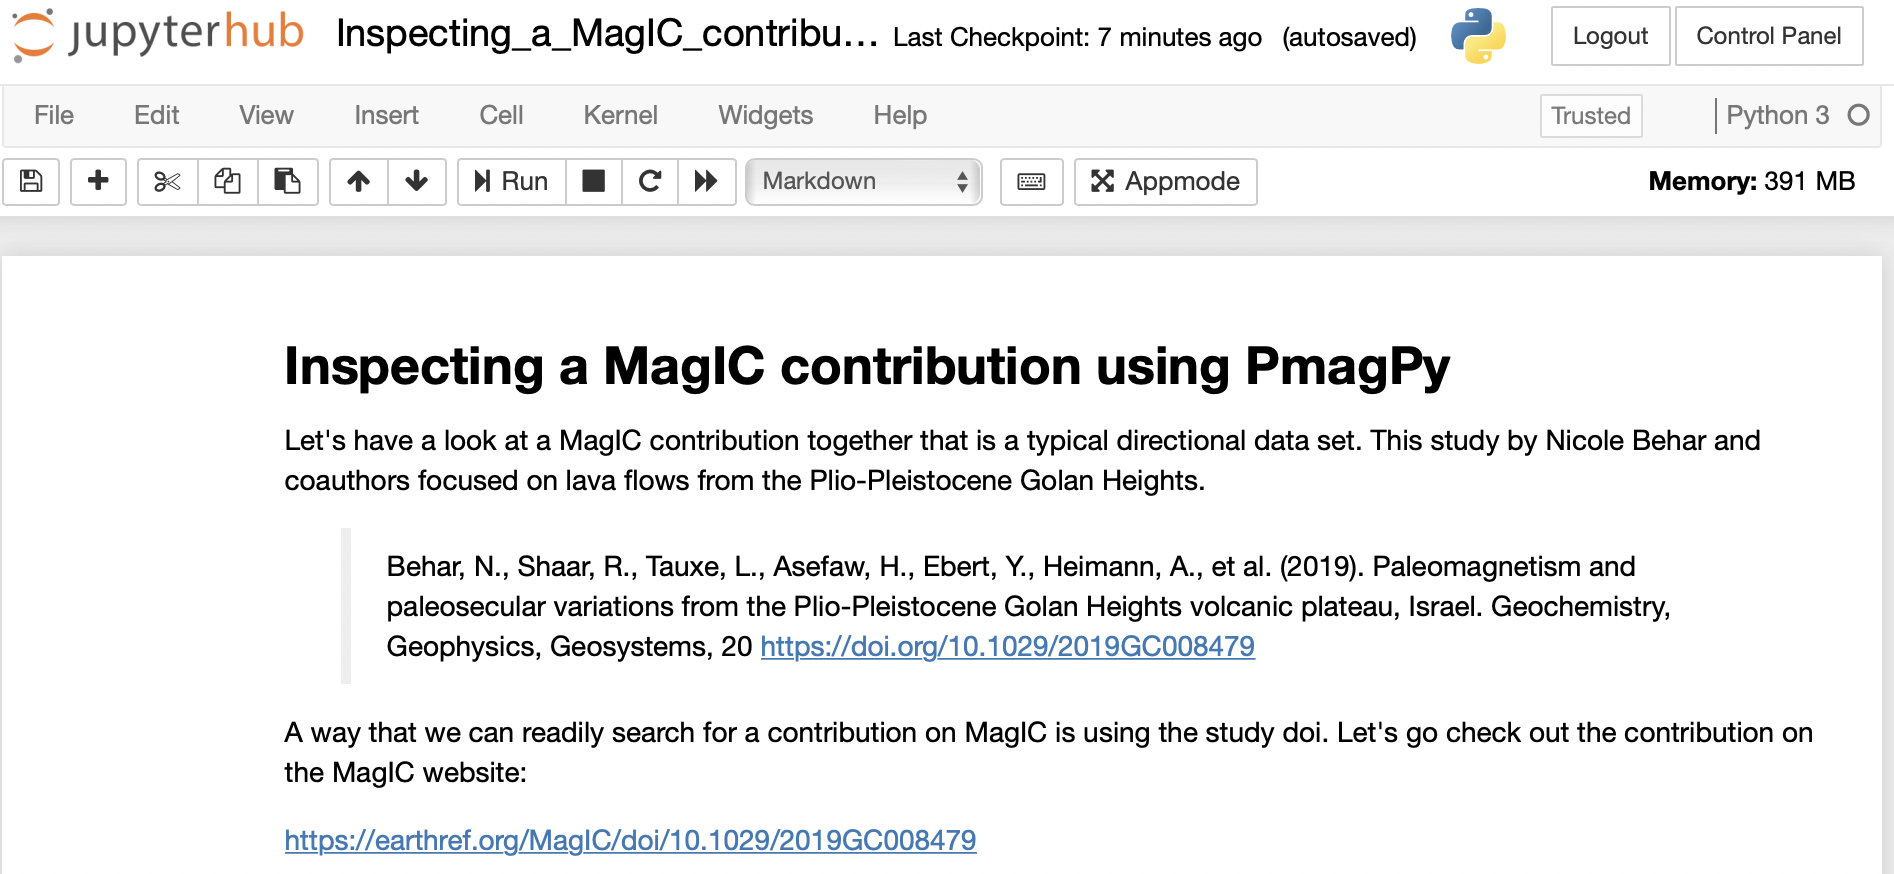 jupyterhub Inspecting_a_MagIC_contribu... Last Checkpoint: 7 minutes ago (autosaved) Logout Control Panel
File Edit View Insert Cell Kernel Widgets Help Trusted Python 3
Run Markdown Appmode Memory: 391 MB
Inspecting a MagIC contribution using PmagPy
Let's have a look at a MagIC contribution together that is a typical directional data set. This study by Nicole Behar and
coauthors focused on lava flows from the Plio-Pleistocene Golan Heights.
Behar, N., Shaar, R., Tauxe, L., Asefaw, H., Ebert, Y., Heimann, A., et al. (2019). Paleomagnetism and
paleosecular variations from the Plio-Pleistocene Golan Heights volcanic plateau, Israel. Geochemistry,
Geophysics, Geosystems, 20 https://doi.org/10.1029/2019GC008479
A way that we can readily search for a contribution on MagIC is using the study doi. Let's go check out the contribution on
the MagIC website:
https://earthref.org/MagIC/doi/10.1029/2019GC008479